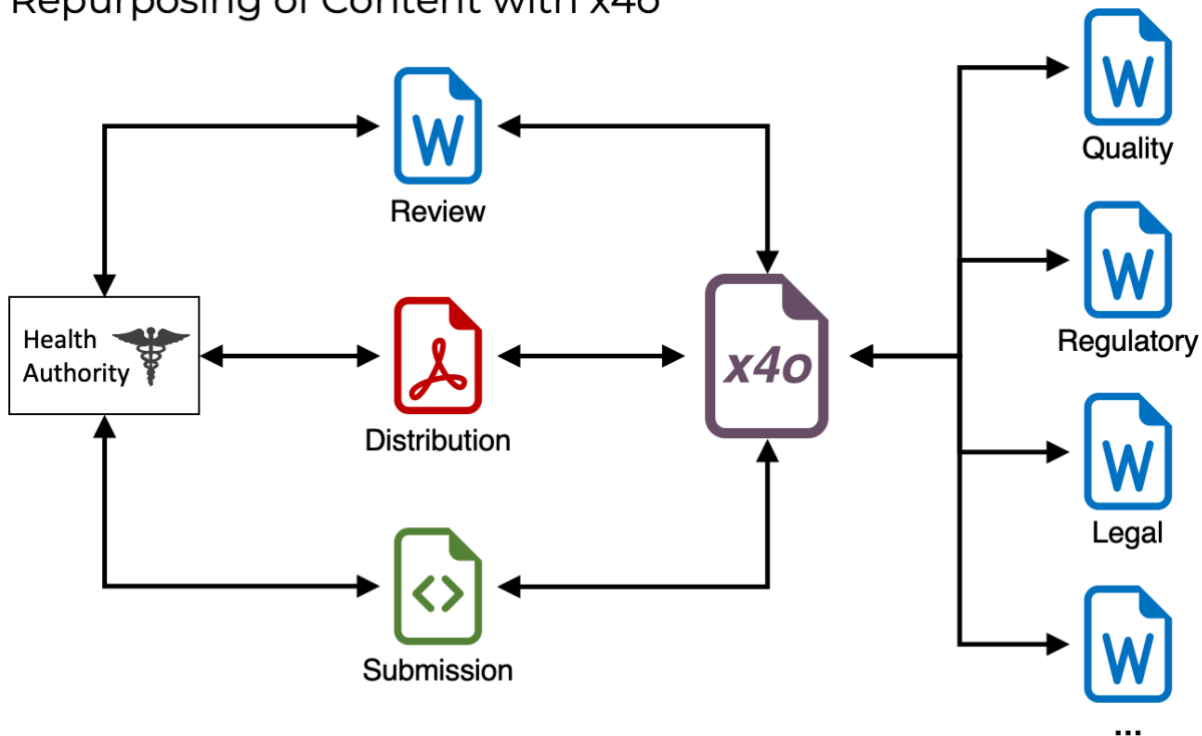 Repurposing of Content with x4o
W
Quality
W
Review
W
Regulatory
Health
Authority
x4o
Distribution
W
Legal
<>
Submission
W
...